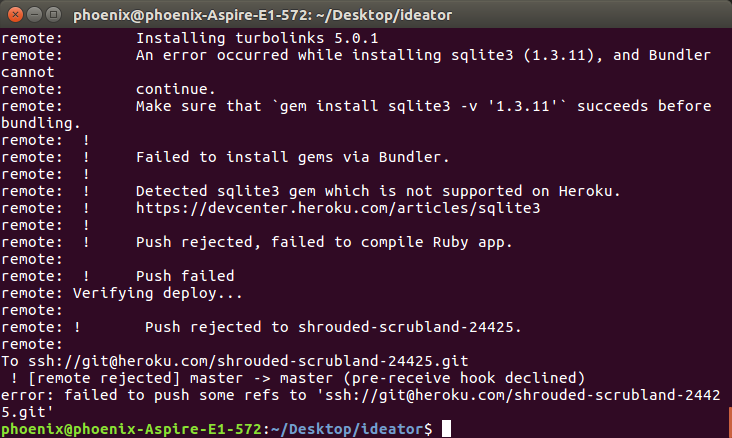 phoenix@phoenix-Aspire-E1-572: ~/Desktop/ideator
remote:        Installing turbolinks 5.0.1
remote:        An error occurred while installing sqlite3 (1.3.11), and Bundler
cannot
remote:        continue.
remote:        Make sure that `gem install sqlite3 -v '1.3.11'` succeeds before
bundling.
remote:  !
remote:  !     Failed to install gems via Bundler.
remote:  !
remote:  !     Detected sqlite3 gem which is not supported on Heroku.
remote:  !     https://devcenter.heroku.com/articles/sqlite3
remote:  !
remote:  !     Push rejected, failed to compile Ruby app.
remote:
remote:  !     Push failed
remote: Verifying deploy...
remote:
remote: !       Push rejected to shrouded-scrubland-24425.
remote:
To ssh://git@heroku.com/shrouded-scrubland-24425.git
 ! [remote rejected] master -> master (pre-receive hook declined)
error: failed to push some refs to 'ssh://git@heroku.com/shrouded-scrubland-2442
5.git'
phoenix@phoenix-Aspire-E1-572:~/Desktop/ideator$